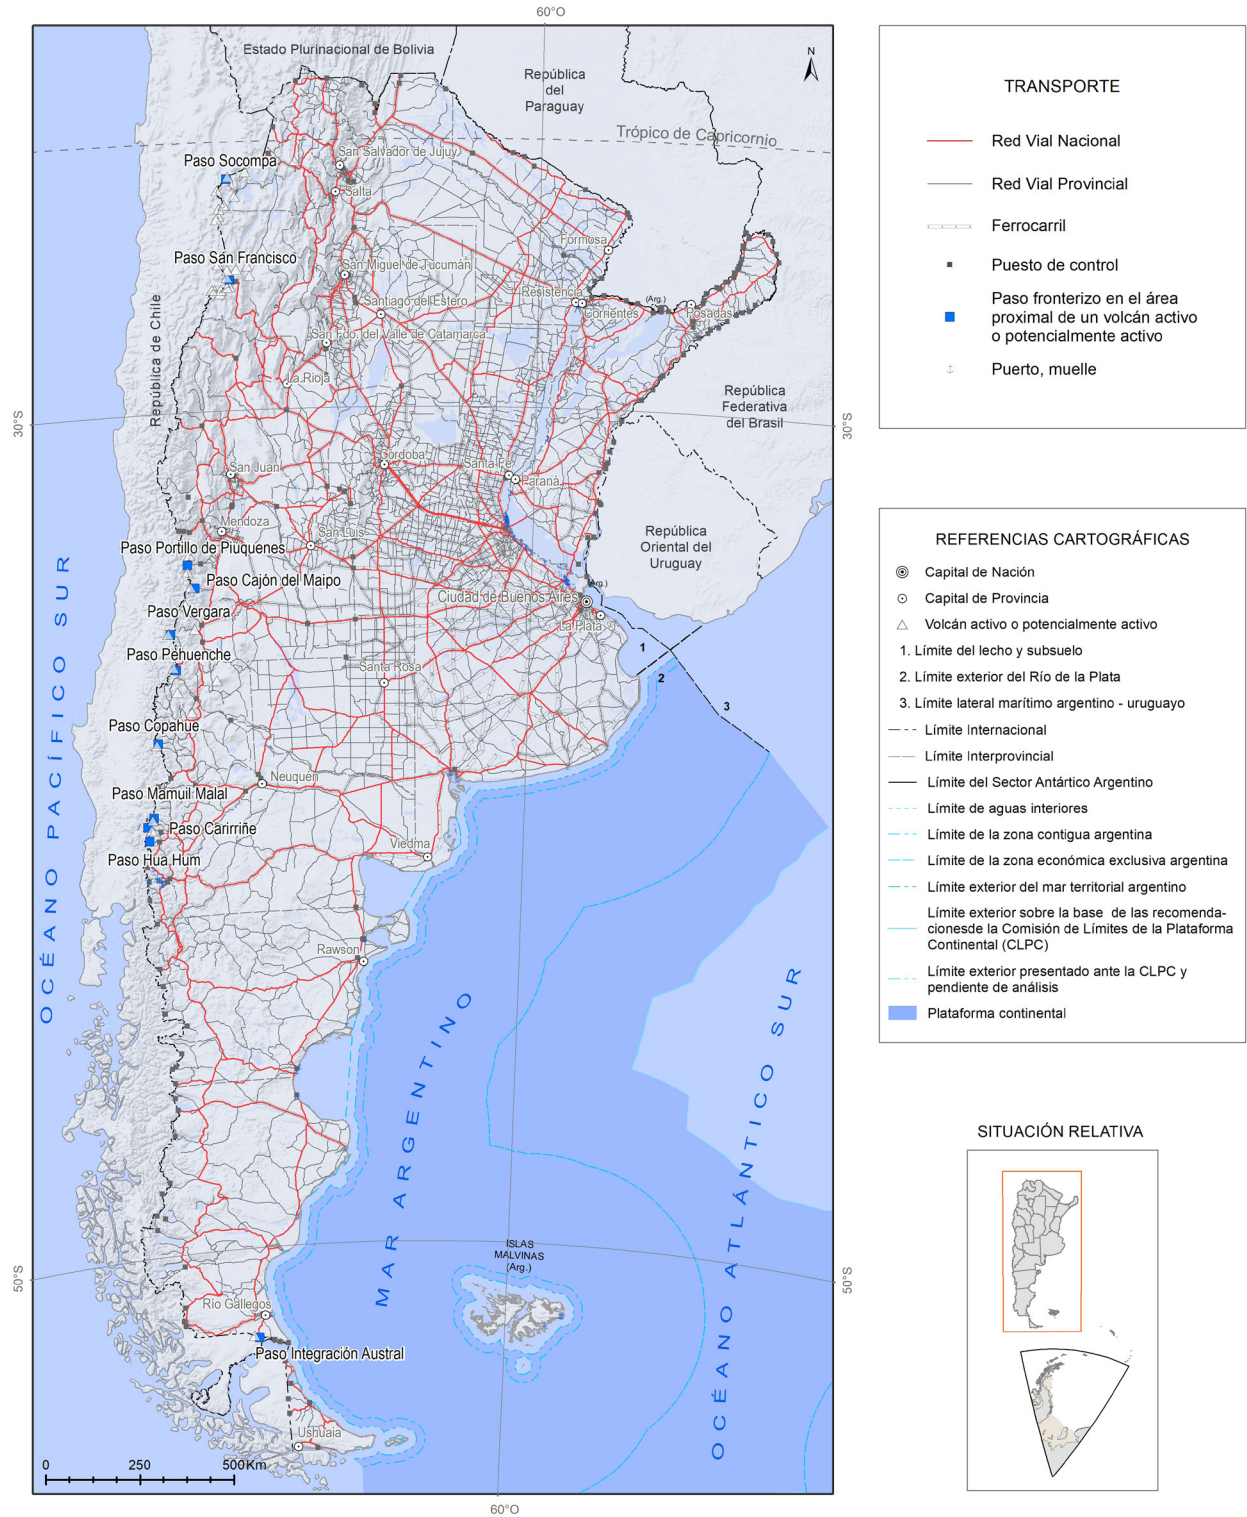 60°O
Estado Plurinacional de Bolivia
República
del
Paraguay
N
Trópico de Capricornio
Paso Socompa
San Salvador de Jujuy
Salta
Formosa
Paso San Francisco
San Miguel de Tucumán
Resistencia
(Arg.)
Santiago del Estero
Corrientes
Posadas
San Fdo. del Valle de Catamarca
República de Chile
La Rioja
República
Federativa
del Brasil
30°S
30°S
Córdoba
Santa Fe
San Juan
Paraná
Mendoza
San Luis
República
Oriental del
Uruguay
Paso Portillo de Piuquenes
Paso Cajón del Maipo
(Arg.)
Ciudad de Buenos Aires
Paso Vergara
La Plata
1
Paso Pehuenche
Santa Rosa
2
3
Paso Copahue
Neuquén
Paso Mamuil Malal
Paso Carirriñe
Viedma
Paso Hua Hum
Rawson
OCÉANO PACÍFICO SUR
MAR ARGENTINO
OCÉANO ATLÁNTICO SUR
ISLAS
MALVINAS
(Arg.)
50°S
50°S
Río Gallegos
Paso Integración Austral
Ushuaia
0 250 500Km
60°O
TRANSPORTE
Red Vial Nacional
Red Vial Provincial
Ferrocarril
Puesto de control
Paso fronterizo en el área
proximal de un volcán activo
o potencialmente activo
Puerto, muelle
REFERENCIAS CARTOGRÁFICAS
Capital de Nación
Capital de Provincia
Volcán activo o potencialmente activo
1. Límite del lecho y subsuelo
2. Límite exterior del Río de la Plata
3. Límite lateral marítimo argentino - uruguayo
Límite Internacional
Límite Interprovincial
Límite del Sector Antártico Argentino
Límite de aguas interiores
Límite de la zona contigua argentina
Límite de la zona económica exclusiva argentina
Límite exterior del mar territorial argentino
Límite exterior sobre la base de las recomenda-
cionesde la Comisión de Límites de la Plataforma
Continental (CLPC)
Límite exterior presentado ante la CLPC y
pendiente de análisis
Plataforma continental
SITUACIÓN RELATIVA